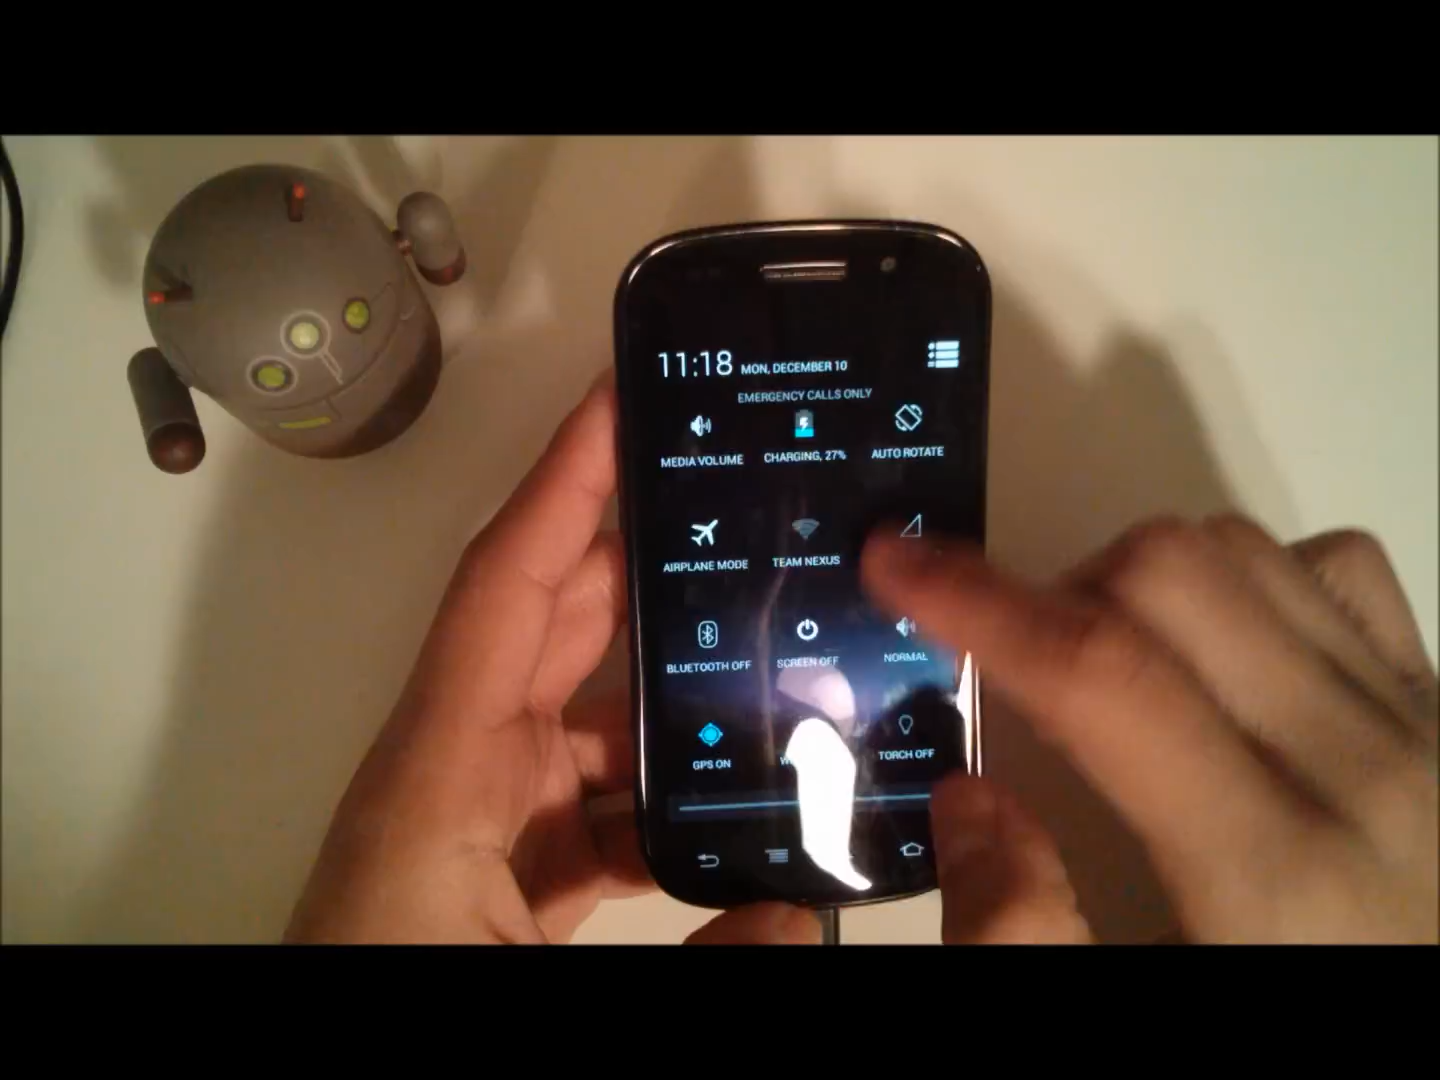 11:18 MON, DECEMBER 10
EMERGENCY CALLS ONLY
MEDIA VOLUME CHARGING, 27% AUTO ROTATE
AIRPLANE MODE TEAM NEXUS
BLUETOOTH OFF SCREEN OFF NORMAL
GPS ON TORCH OFF